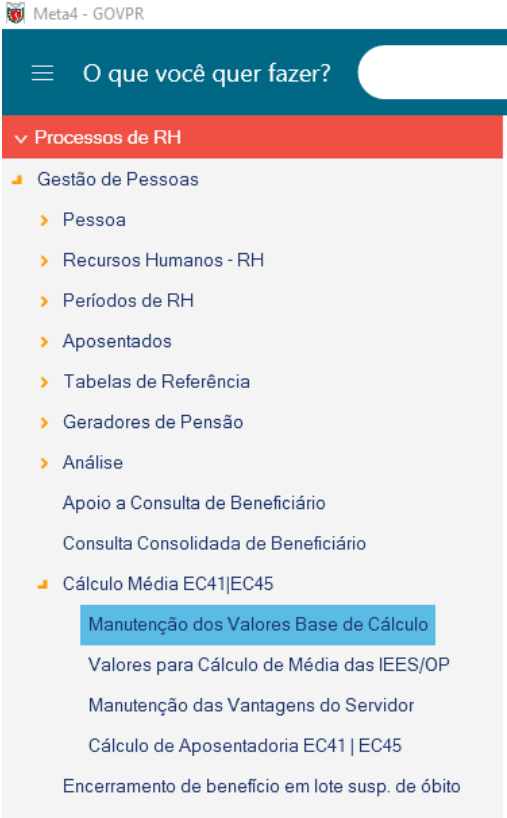 Meta4 - GOVPR
O que você quer fazer?
Processos de RH
Gestão de Pessoas
Pessoa
Recursos Humanos - RH
Períodos de RH
Aposentados
Tabelas de Referência
Geradores de Pensão
Análise
Apoio a Consulta de Beneficiário
Consulta Consolidada de Beneficiário
Cálculo Média EC41|EC45
Manutenção dos Valores Base de Cálculo
Valores para Cálculo de Média das IEES/OP
Manutenção das Vantagens do Servidor
Cálculo de Aposentadoria EC41 | EC45
Encerramento de benefício em lote susp. de óbito